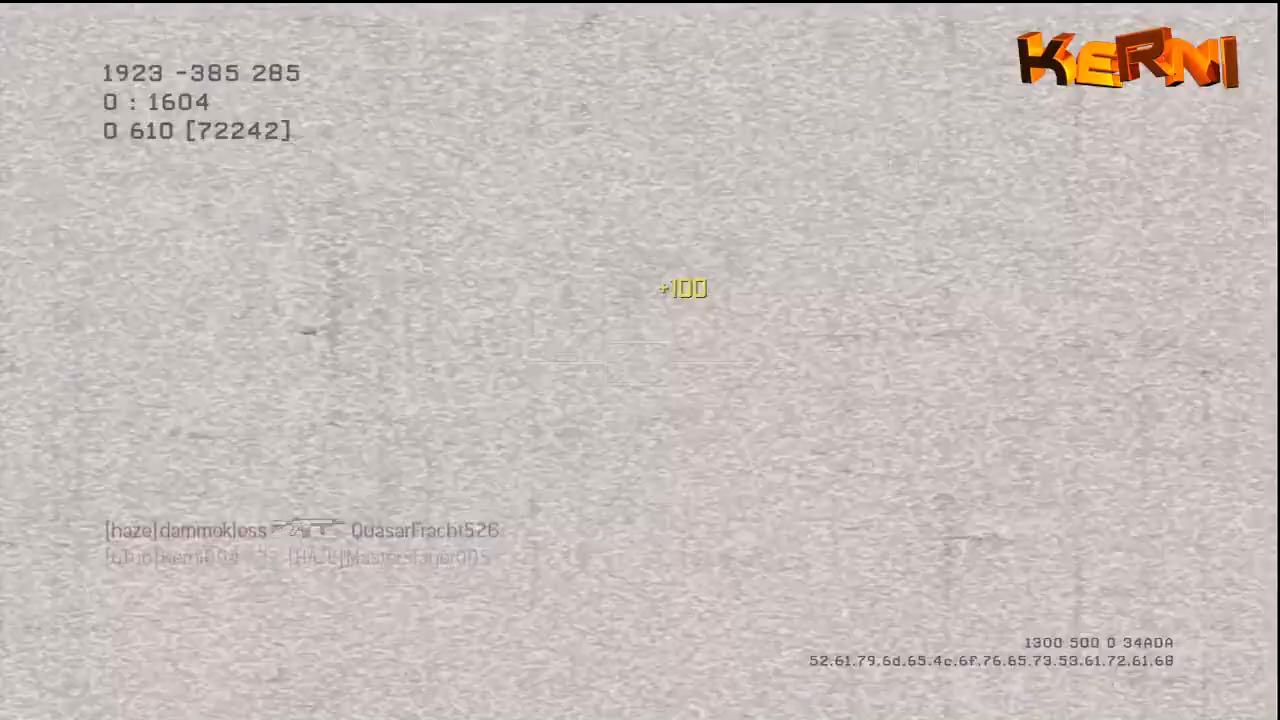 KERNI
1923 -385 285
0 : 1604
0 610 [72242]
+100
[haze]dammokloss QuasarFracht526
1300 500 0 34ADA
52.61.79.6d.65.4c.6f.76.65.73.53.61.72.61.68